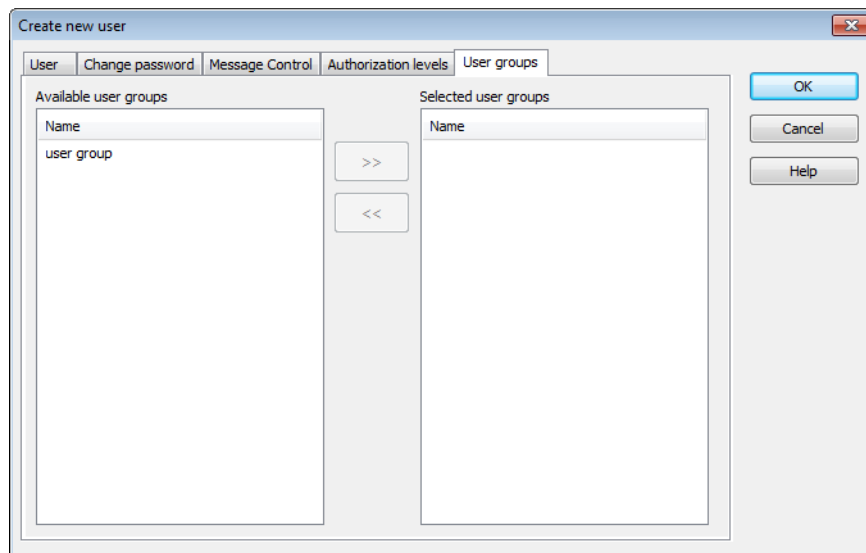 Create new user
User
Change password
Message Control
Authorization levels
User groups
Available user groups
Name
user group
>>
<<
Selected user groups
Name
OK
Cancel
Help